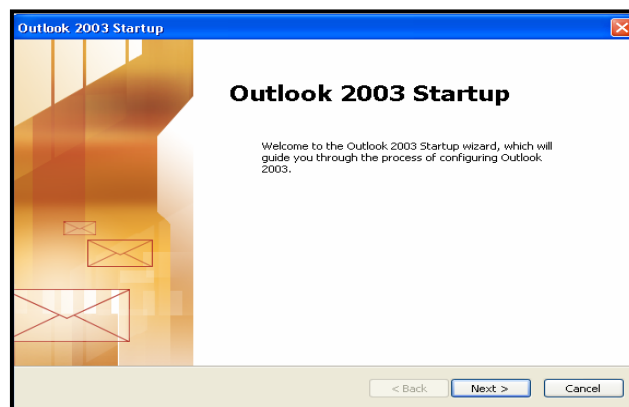 Outlook 2003 Startup
Outlook 2003 Startup
Welcome to the Outlook 2003 Startup wizard, which will
guide you through the process of configuring Outlook
2003.
< Back Next > Cancel